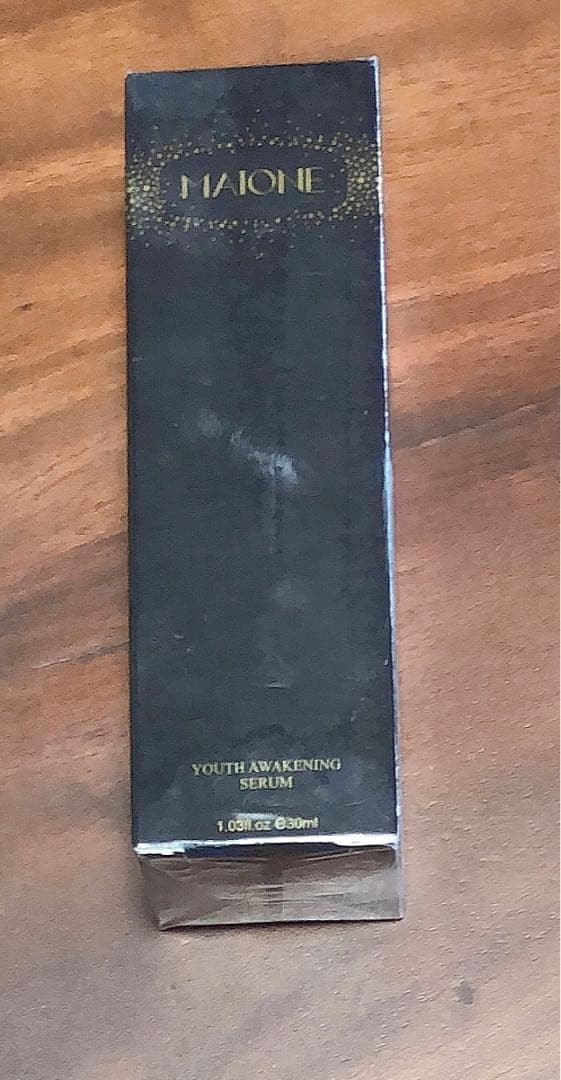 MAIONE
YOUTH AWAKENING
SERUM
1.03fl.oz ℮30ml